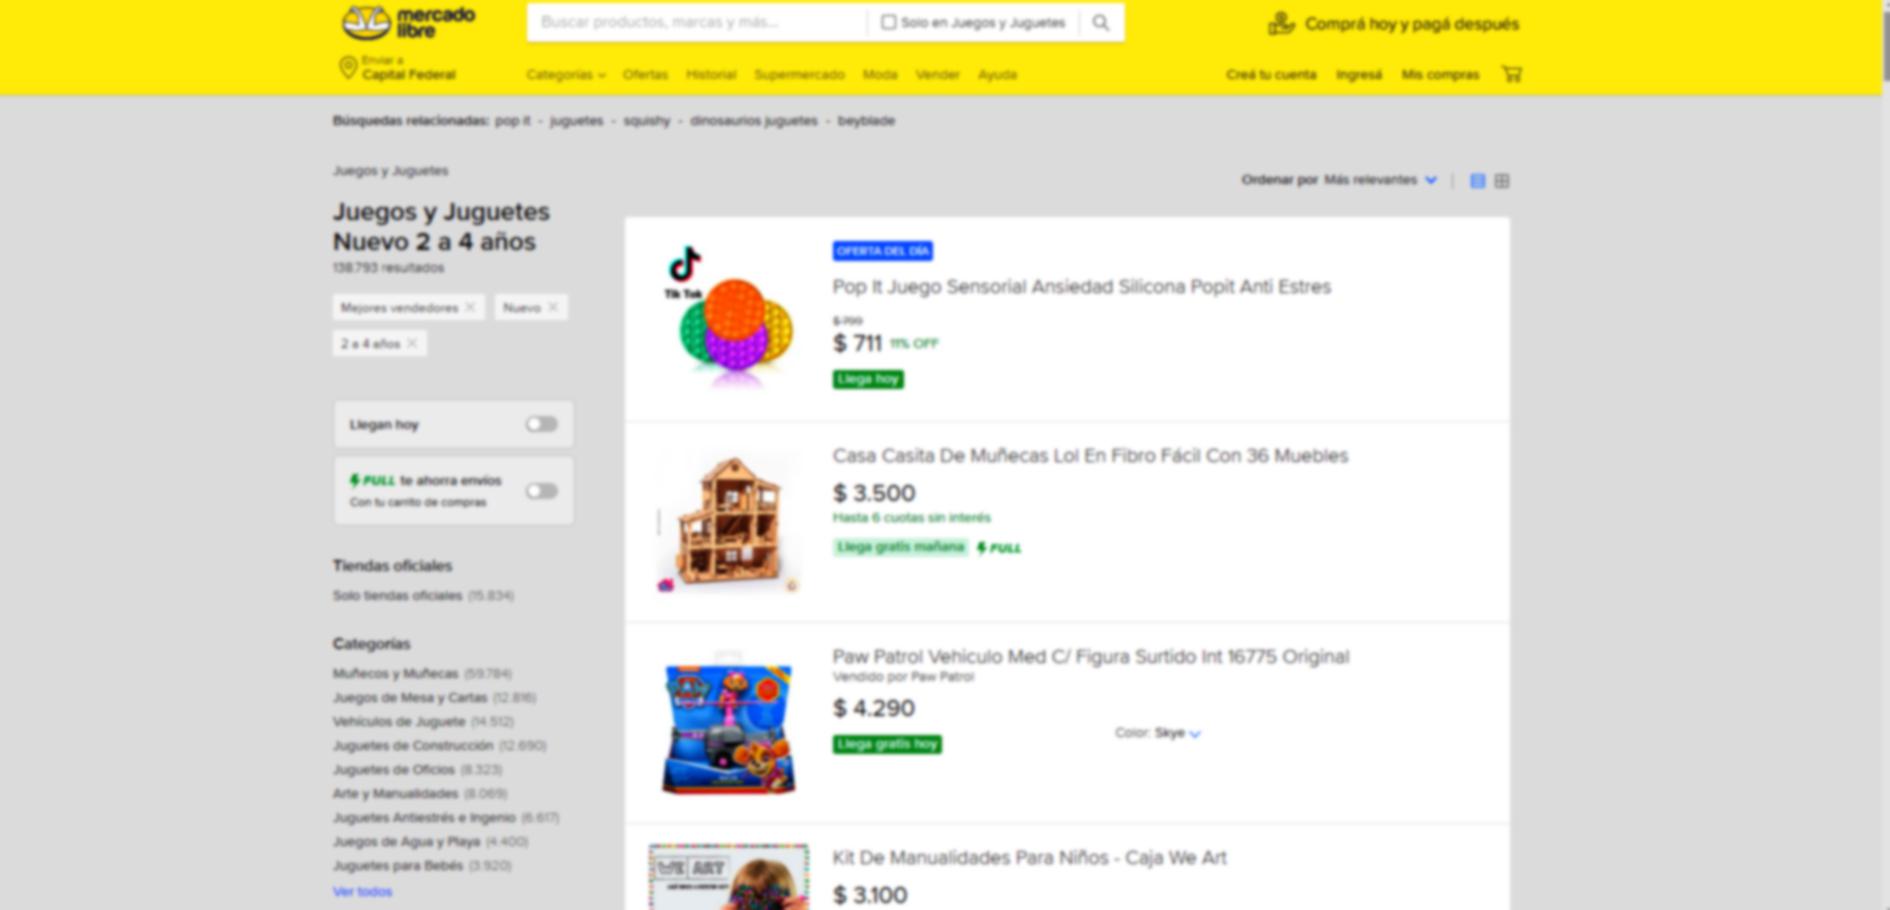 mercado
libre
Buscar productos, marcas y más...
Solo en Juegos y Juguetes
Comprá hoy y pagá después
Enviar a
Capital Federal
Categorías Ofertas Historial Supermercado Moda Vender Ayuda
Creá tu cuenta Ingresá Mis compras
Búsquedas relacionadas: pop it - juguetes - squishy - dinosaurios juguetes - beyblade
Juegos y Juguetes
Ordenar por Más relevantes
Juegos y Juguetes
Nuevo 2 a 4 años
138.793 resultados
Mejores vendedores
Nuevo
2 a 4 años
Llegan hoy
FULL te ahorra envíos
Con tu carrito de compras
Tiendas oficiales
Solo tiendas oficiales (15.834)
Categorías
Muñecos y Muñecas (59.784)
Juegos de Mesa y Cartas (12.816)
Vehículos de Juguete (14.512)
Juguetes de Construcción (12.690)
Juguetes de Oficios (8.323)
Arte y Manualidades (8.069)
Juguetes Antiestrés e Ingenio (6.617)
Juegos de Agua y Playa (4.400)
Juguetes para Bebés (3.920)
Ver todos
Tik Tok
OFERTA DEL DÍA
Pop It Juego Sensorial Ansiedad Silicona Popit Anti Estres
$ 799
$ 711 11% OFF
Llega hoy
Casa Casita De Muñecas Lol En Fibro Fácil Con 36 Muebles
$ 3.500
Hasta 6 cuotas sin interés
Llega gratis mañana FULL
Paw Patrol Vehiculo Med C/ Figura Surtido Int 16775 Original
Vendido por Paw Patrol
$ 4.290
Color: Skye
Llega gratis hoy
WE ART
Kit De Manualidades Para Niños - Caja We Art
$ 3.100